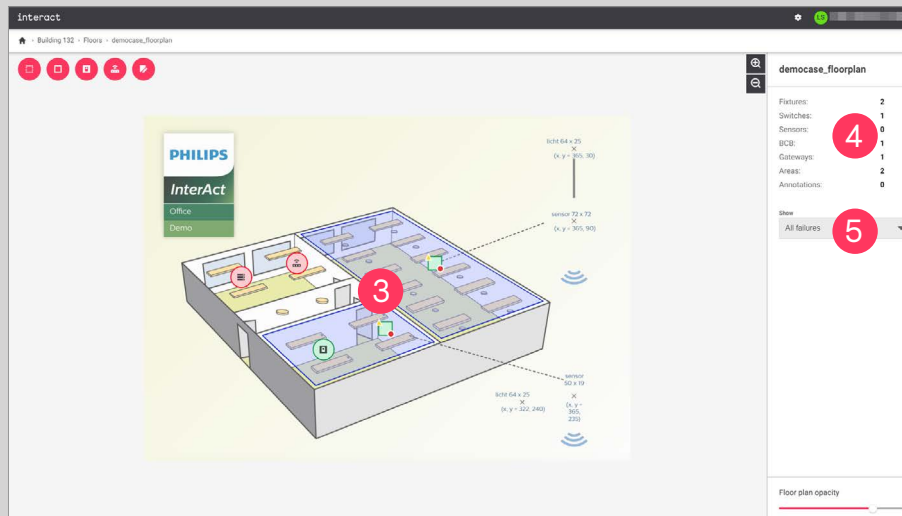 interact
LS
Building 132 › Floors › democase_floorplan
democase_floorplan
Fixtures: 2
Switches: 1
Sensors: 0
BCB: 1
Gateways: 1
Areas: 2
Annotations: 0
4
Show
All failures
5
PHILIPS
InterAct
Office
Demo
licht 64 x 25
(x, y = 365, 30)
sensor 72 x 72
(x, y = 365, 90)
3
sensor
50 x 19
licht 64 x 25
(x, y = 322, 240)
(x, y =
365,
235)
Floor plan opacity